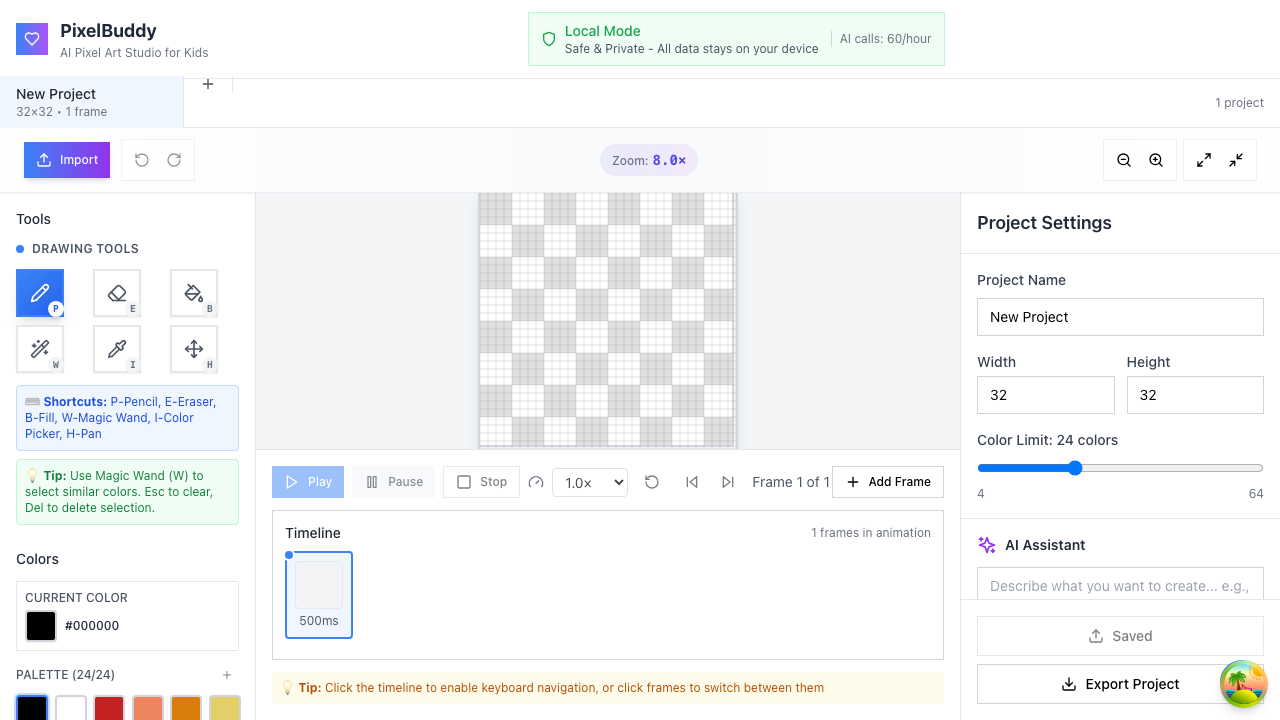 PixelBuddy
AI Pixel Art Studio for Kids
Local Mode
Safe & Private - All data stays on your device
AI calls: 60/hour
New Project
32×32 • 1 frame
1 project
Import
Zoom: 8.0×
Tools
DRAWING TOOLS
P
E
B
W
I
H
Shortcuts: P-Pencil, E-Eraser,
B-Fill, W-Magic Wand, I-Color
Picker, H-Pan
Tip: Use Magic Wand (W) to
select similar colors. Esc to clear,
Del to delete selection.
Colors
CURRENT COLOR
#000000
PALETTE (24/24)
Play
Pause
Stop
1.0×
Frame 1 of 1
Add Frame
Timeline
1 frames in animation
500ms
Tip: Click the timeline to enable keyboard navigation, or click frames to switch between them
Project Settings
Project Name
New Project
Width
Height
32
32
Color Limit: 24 colors
4
64
AI Assistant
Describe what you want to create... e.g.,
Saved
Export Project